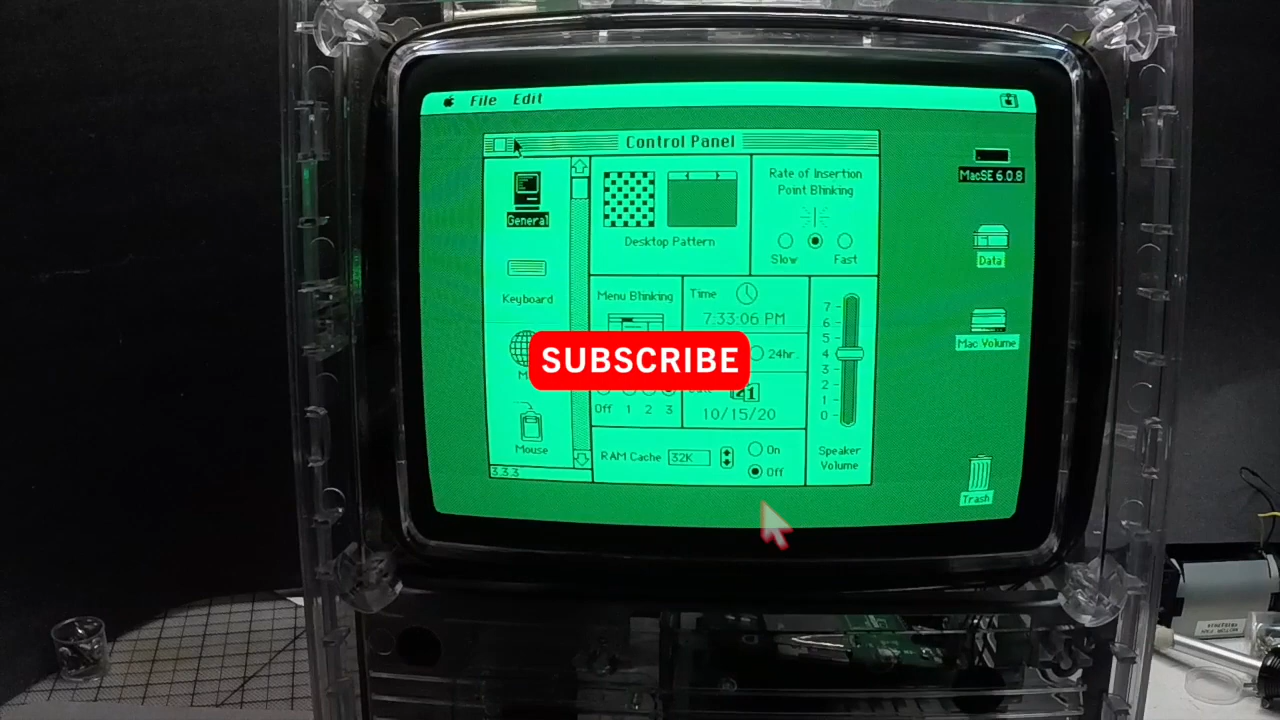 File Edit
Control Panel
MacSE 6.0.8
General
Desktop Pattern
Rate of Insertion
Point Blinking
Slow
Fast
Data
Keyboard
Menu Blinking
Time
7:33:06 PM
7
6
5
4
3
2
1
0
24hr.
Mac Volume
SUBSCRIBE
Off 1 2 3
10/15/20
Mouse
RAM Cache
32K
On
Off
Speaker
Volume
3.3.3
Trash